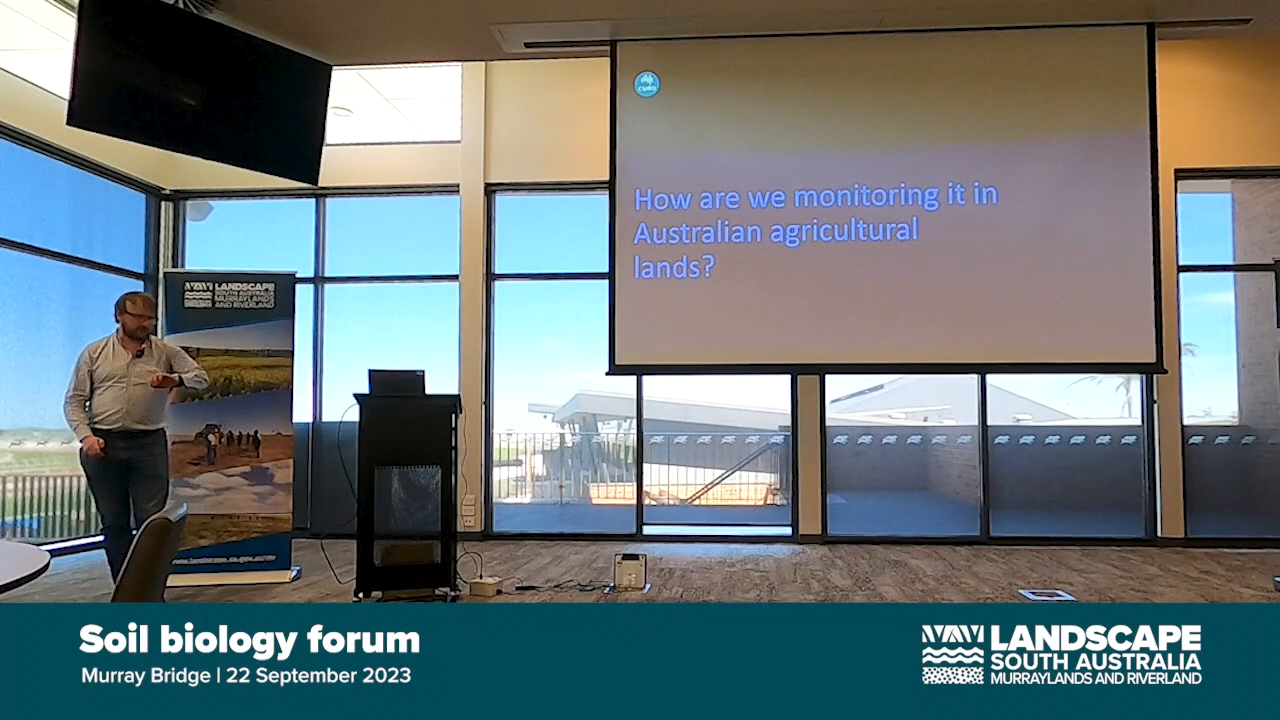 CSIRO
How are we monitoring it in
Australian agricultural
lands?
LANDSCAPE
SOUTH AUSTRALIA
MURRAYLANDS
AND RIVERLAND
Soil biology forum
Murray Bridge | 22 September 2023
LANDSCAPE
SOUTH AUSTRALIA
MURRAYLANDS AND RIVERLAND